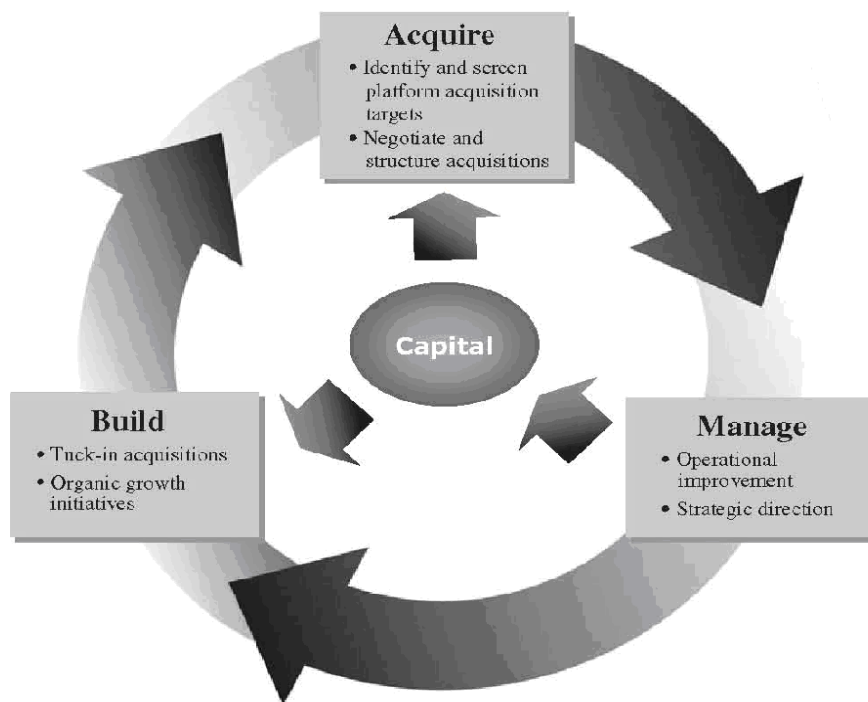 Acquire
• Identify and screen
platform acquisition
targets
• Negotiate and
structure acquisitions
Capital
Build
• Tuck-in acquisitions
• Organic growth
initiatives
Manage
• Operational
improvement
• Strategic direction